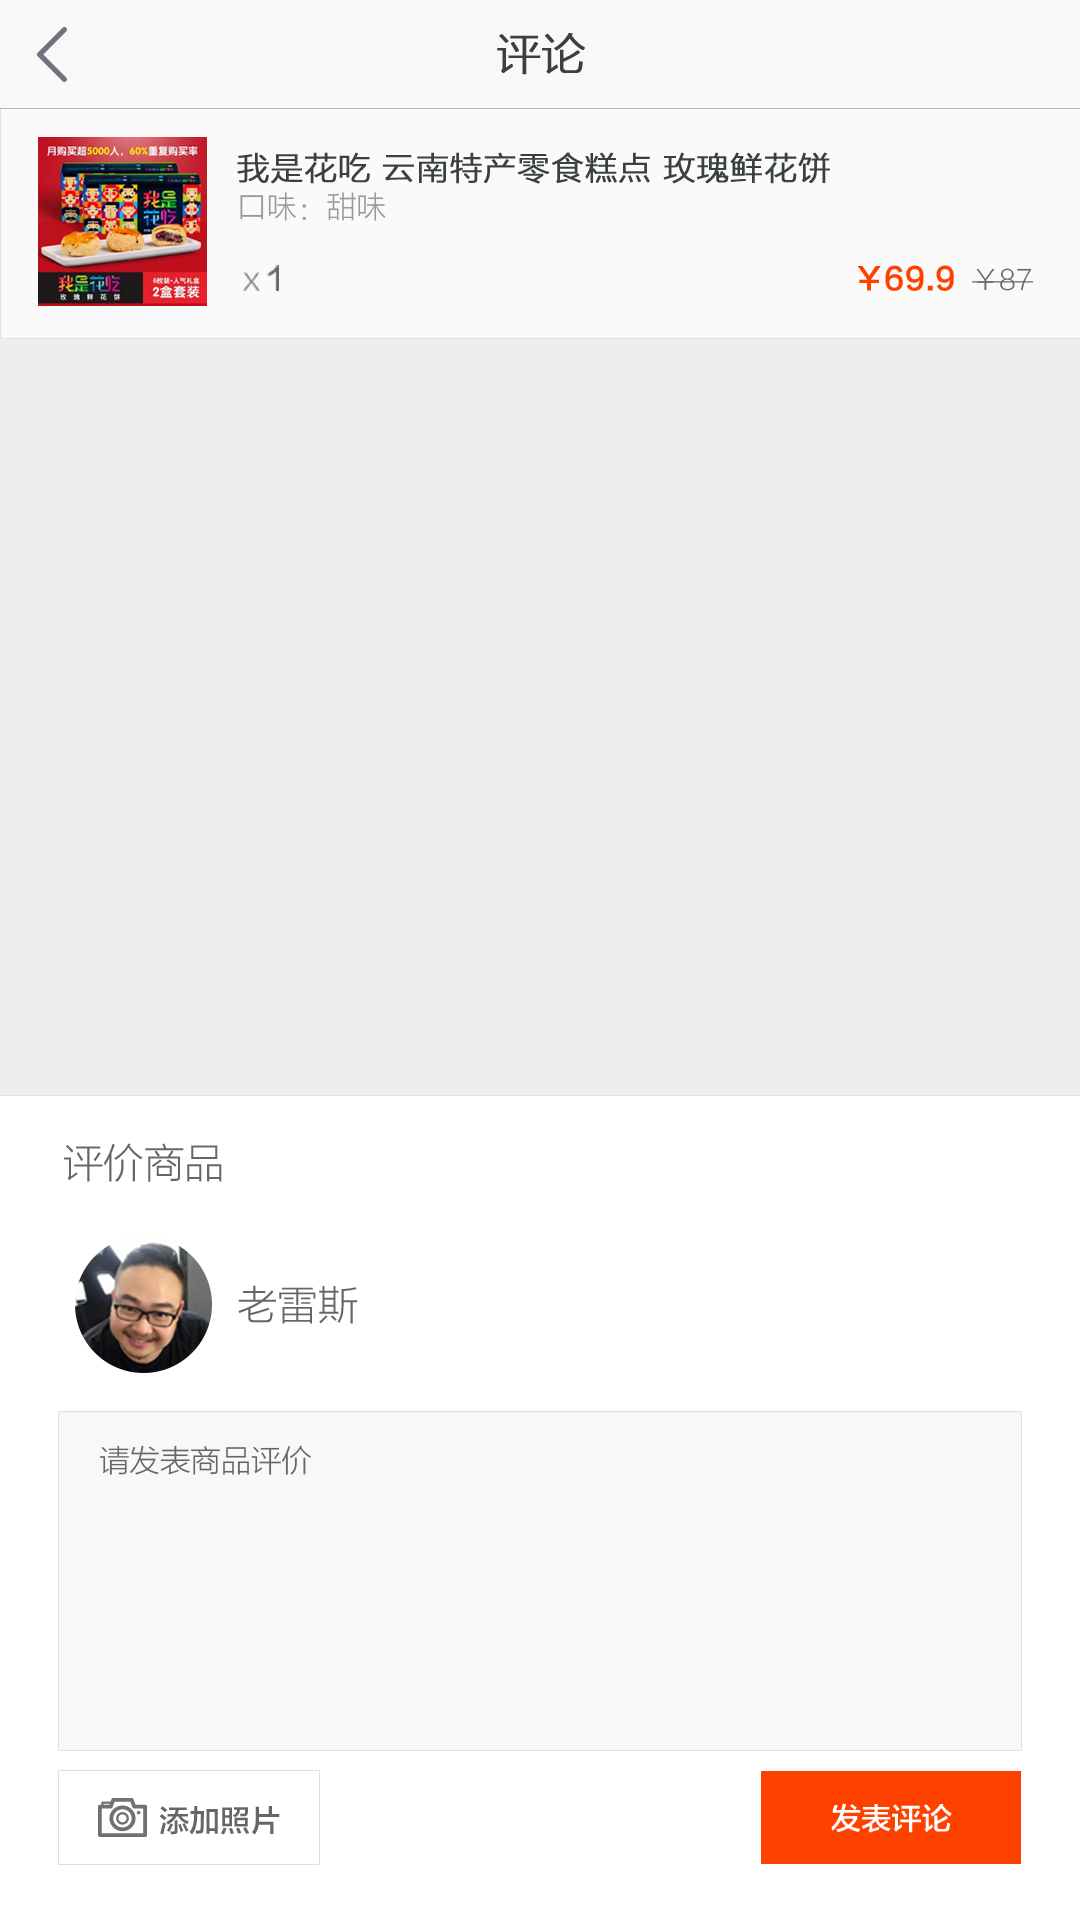 评论
月购买超5000人，60%重复购买率
我是花吃
我是花吃
玫瑰鲜花饼
6枚装·人气礼盒
2盒套装
我是花吃 云南特产零食糕点 玫瑰鲜花饼
口味：甜味
x1
¥69.9 ¥87
评价商品
老雷斯
请发表商品评价
添加照片
发表评论